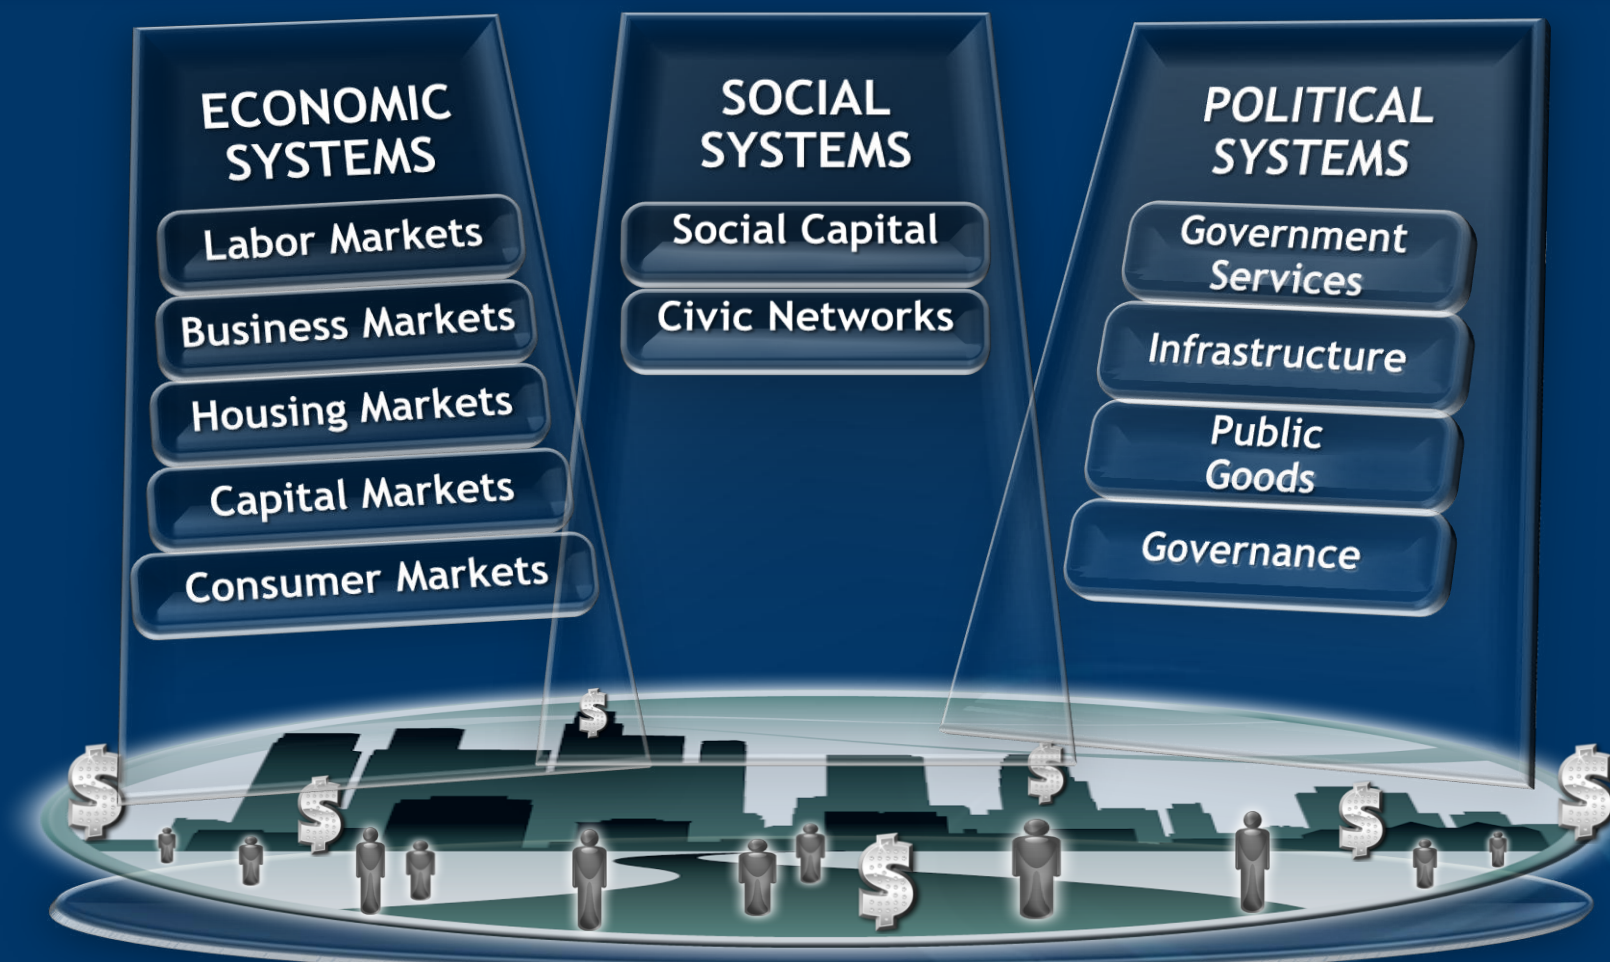 ECONOMIC
SYSTEMS
Labor Markets
Business Markets
Housing Markets
Capital Markets
Consumer Markets
SOCIAL
SYSTEMS
Social Capital
Civic Networks
POLITICAL
SYSTEMS
Government
Services
Infrastructure
Public
Goods
Governance
$
$
$
$
$
$
$